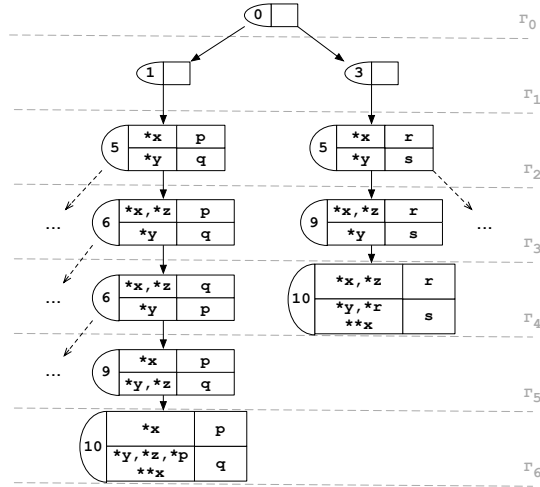 0
r0
1
3
r1
5 *x p
*y q
5 *x r
*y s
r2
...
6 *x,*z p
*y q
9 *x,*z r
*y s
...
r3
...
6 *x,*z q
*y p
10 *x,*z r
*y,*r
**x s
r4
...
9 *x p
*y,*z q
r5
10 *x p
*y,*z,*p
**x q
r6